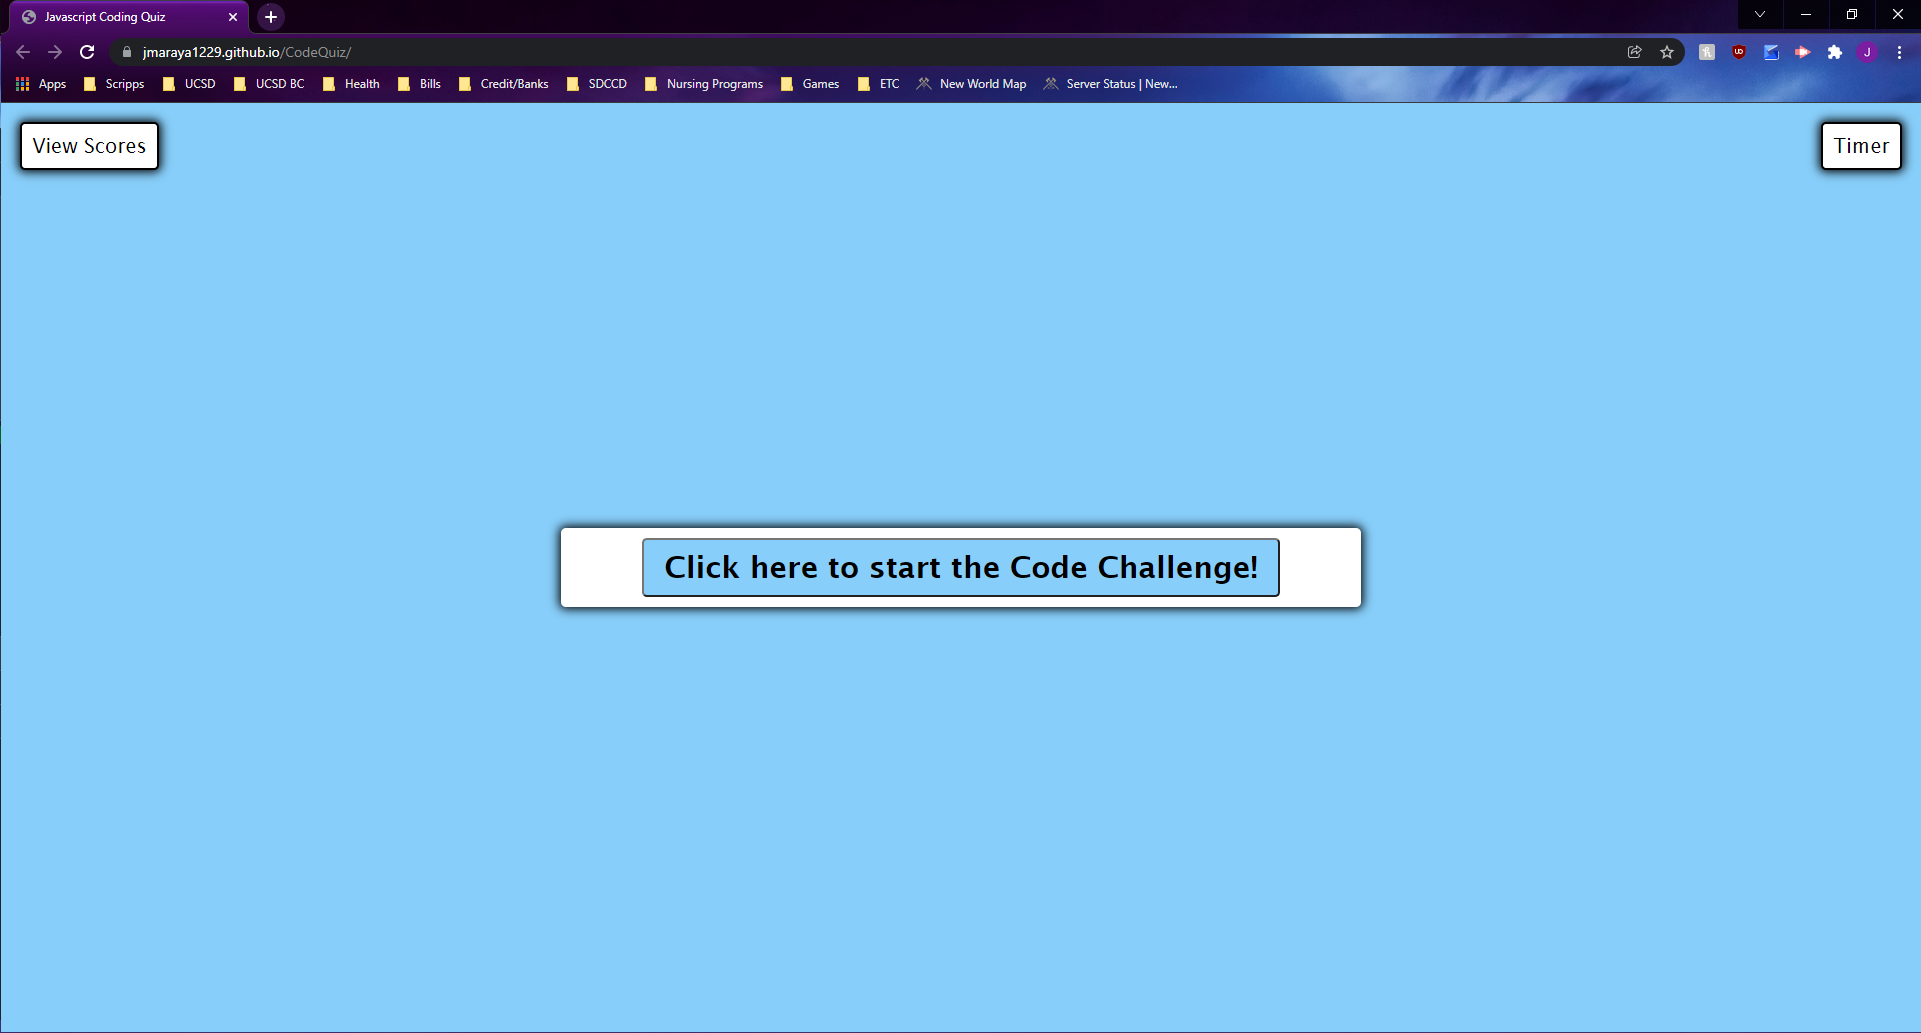 Javascript Coding Quiz
jmaraya1229.github.io/CodeQuiz/
J
Apps Scripps UCSD UCSD BC Health Bills Credit/Banks SDCCD Nursing Programs Games ETC New World Map Server Status | New...
View Scores Timer
Click here to start the Code Challenge!